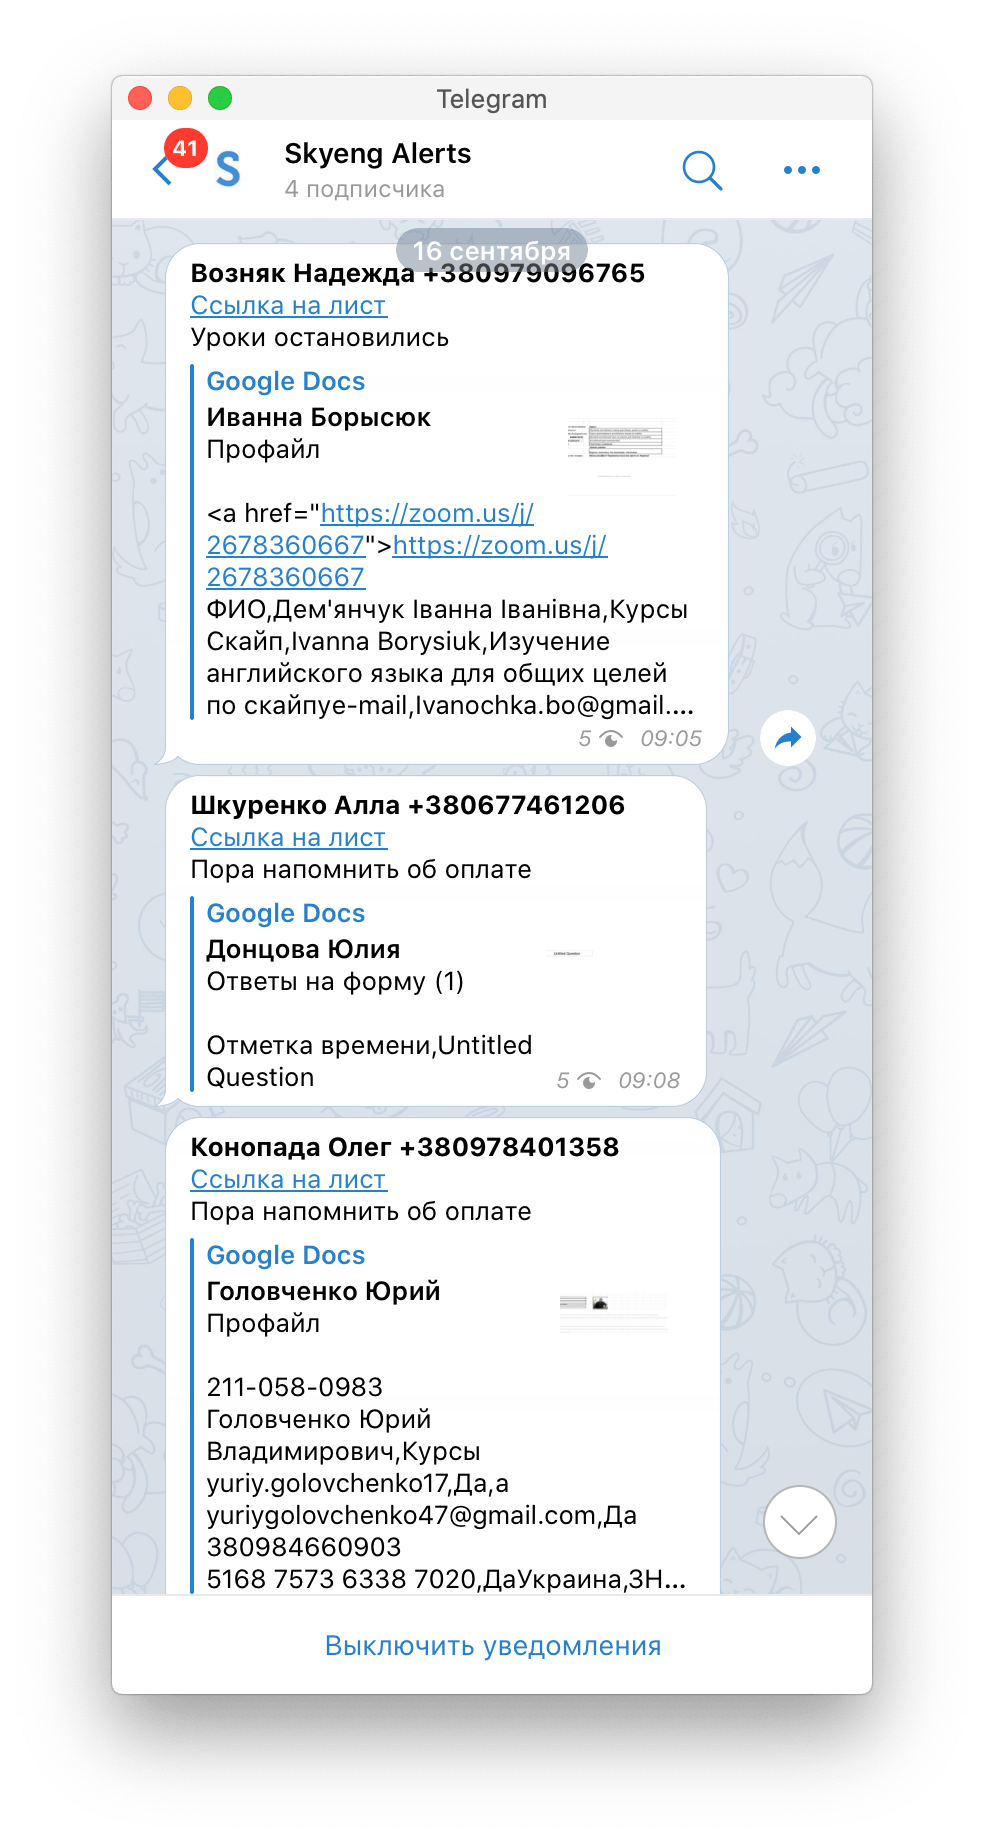 Telegram
41
S
Skyeng Alerts
4 подписчика
16 сентября
Возняк Надежда +380979096765
Ссылка на лист
Уроки остановились
Google Docs
Иванна Борысюк
Профайл
<a href="https://zoom.us/j/
2678360667">https://zoom.us/j/
2678360667
ФИО,Дем'янчук Іванна Іванівна,Курсы
Скайп,Ivanna Borysiuk,Изучение
английского языка для общих целей
по скайпуe-mail,Ivanochka.bo@gmail....
5 09:05
Шкуренко Алла +380677461206
Ссылка на лист
Пора напомнить об оплате
Google Docs
Донцова Юлия
Ответы на форму (1)
Untitled Question
Отметка времени,Untitled
Question
5 09:08
Конопада Олег +380978401358
Ссылка на лист
Пора напомнить об оплате
Google Docs
Головченко Юрий
Профайл
211-058-0983
Головченко Юрий
Владимирович,Курсы
yuriy.golovchenko17,Да,а
yuriygolovchenko47@gmail.com,Да
380984660903
5168 7573 6338 7020,ДаУкраина,ЗН...
Выключить уведомления